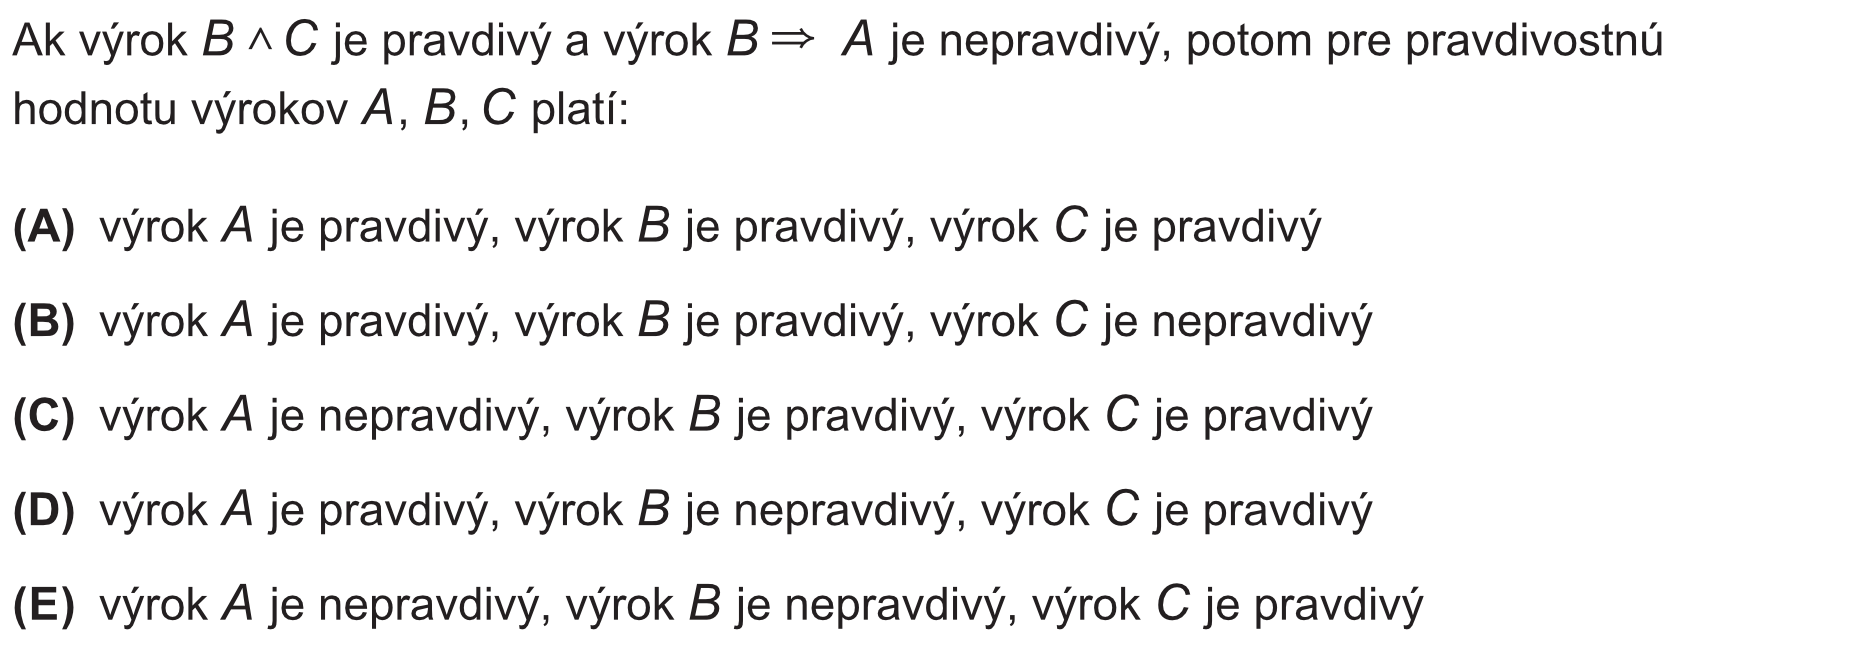 Ak výrok B ∧ C je pravdivý a výrok B ⇒ A je nepravdivý, potom pre pravdivostnú
hodnotu výrokov A, B, C platí:
(A) výrok A je pravdivý, výrok B je pravdivý, výrok C je pravdivý
(B) výrok A je pravdivý, výrok B je pravdivý, výrok C je nepravdivý
(C) výrok A je nepravdivý, výrok B je pravdivý, výrok C je pravdivý
(D) výrok A je pravdivý, výrok B je nepravdivý, výrok C je pravdivý
(E) výrok A je nepravdivý, výrok B je nepravdivý, výrok C je pravdivý